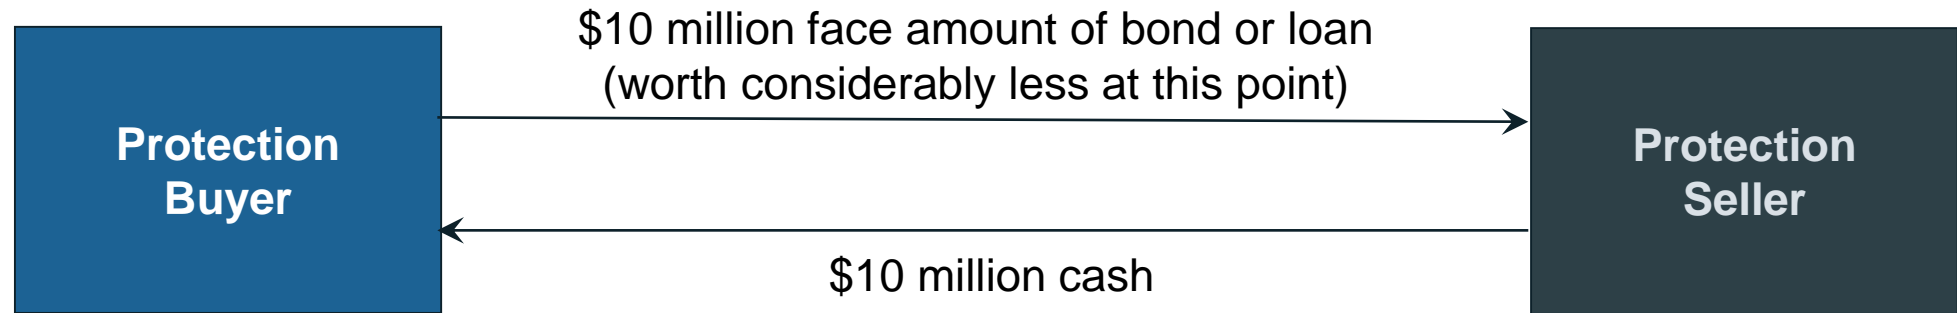 $10 million face amount of bond or loan
(worth considerably less at this point)
Protection
Buyer
Protection
Seller
$10 million cash